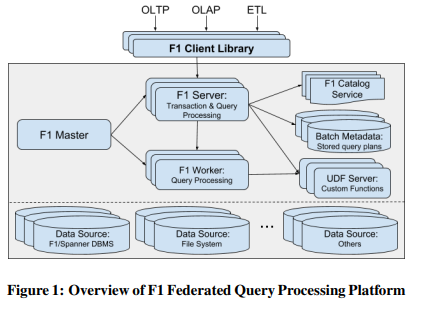 OLTP OLAP ETL
F1 Client Library
F1 Server:
Transaction & Query
Processing
F1 Catalog
Service
Batch Metadata:
Stored query plans
F1 Master
F1 Worker:
Query Processing
UDF Server:
Custom Functions
Data Source:
F1/Spanner DBMS
Data Source:
File System
...
Data Source:
Others
Figure 1: Overview of F1 Federated Query Processing Platform